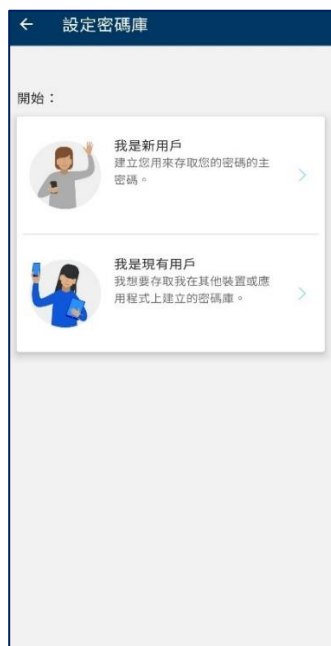 設定密碼庫
開始：
我是新用戶
建立您用來存取您的密碼的主
密碼。
我是現有用戶
我想要存取我在其他裝置或應
用程式上建立的密碼庫。